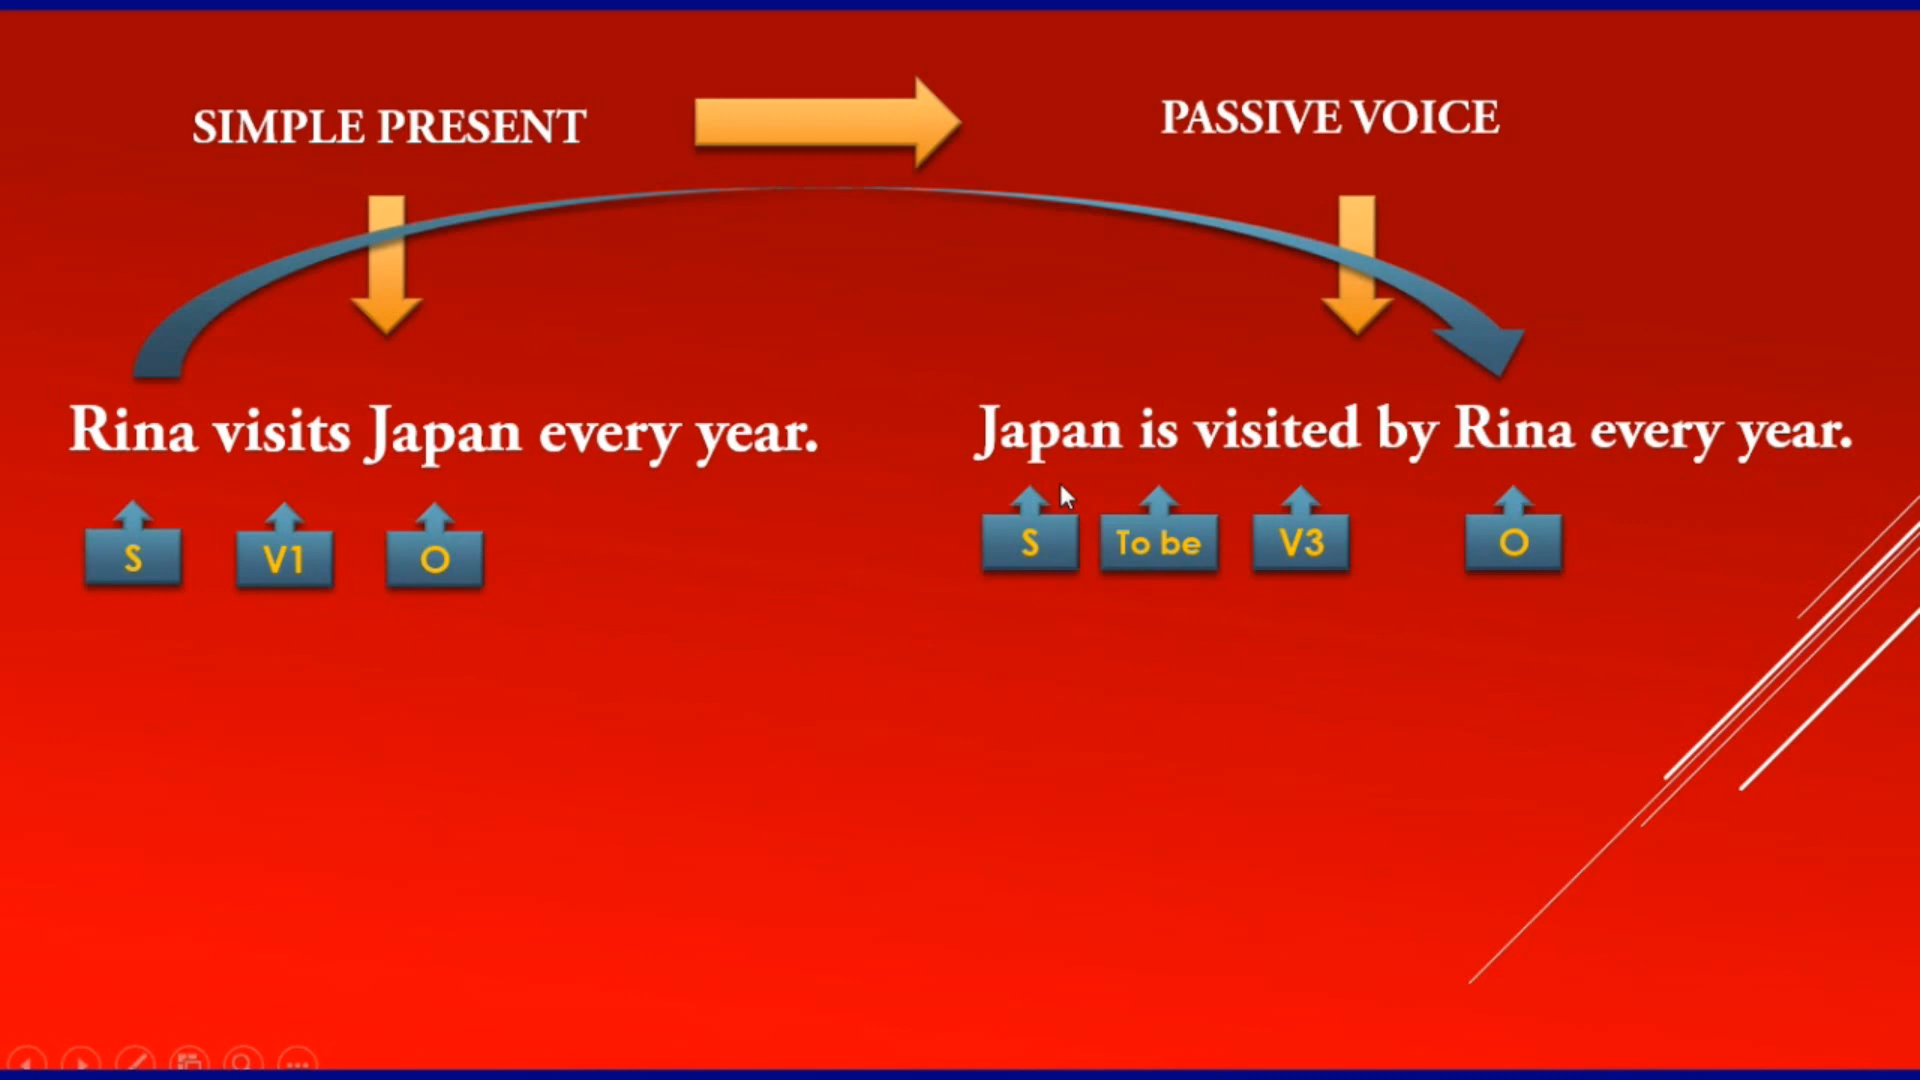 SIMPLE PRESENT
PASSIVE VOICE
Rina visits Japan every year.
Japan is visited by Rina every year.
S
V1
O
S
To be
V3
O